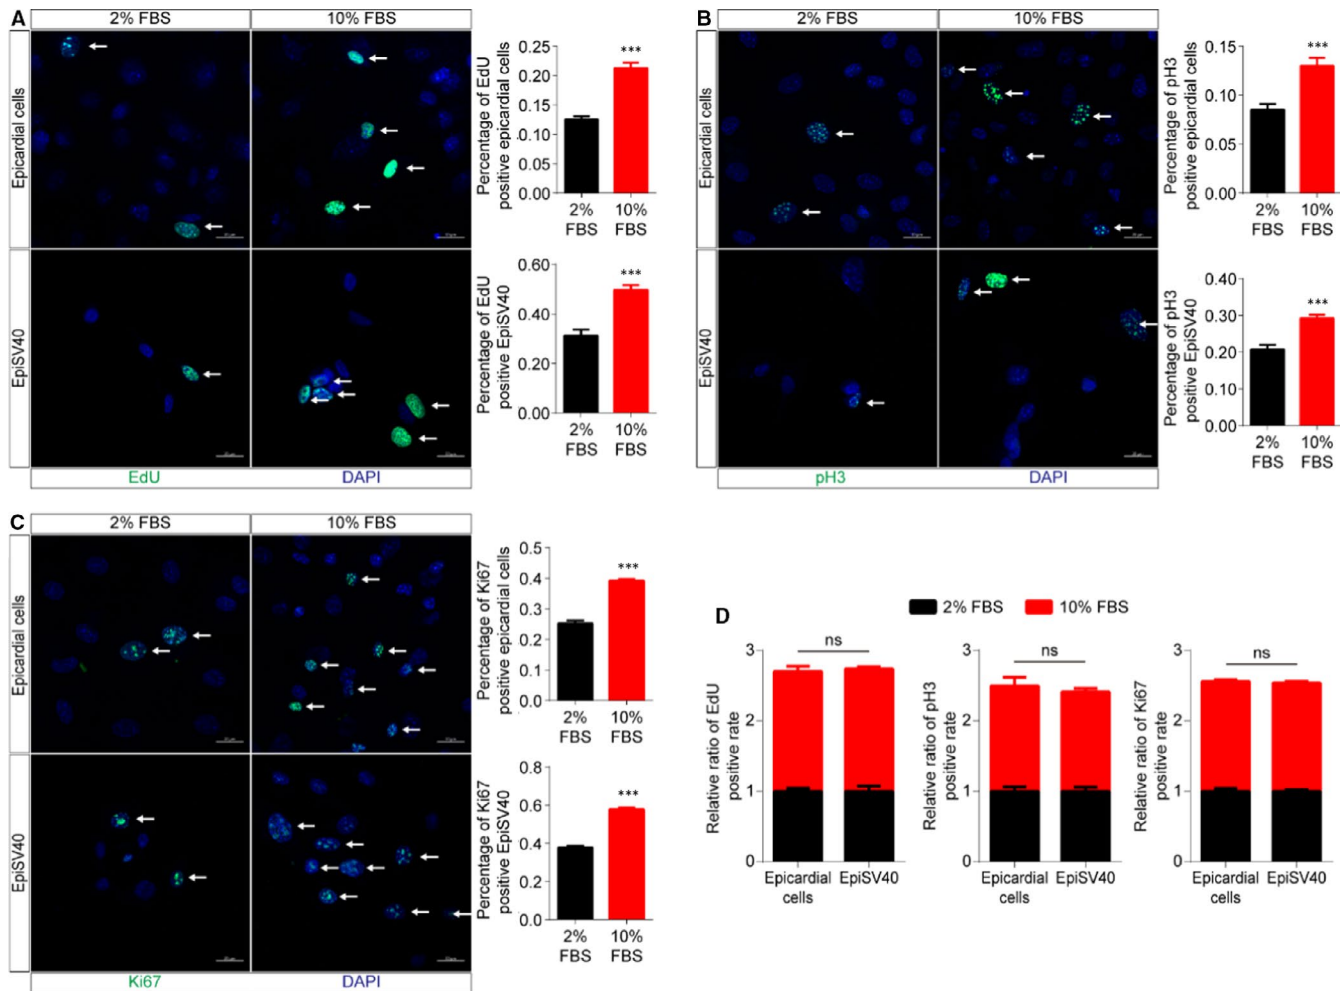 A
2% FBS
10% FBS
Epicardial cells
EpiSV40
EdU
DAPI
Percentage of EdU
positive epicardial cells
0.25
0.20
0.15
0.10
0.05
0.00
***
2%
FBS
10%
FBS
Percentage of EdU
positive EpiSV40
0.60
0.40
0.20
0.00
***
2%
FBS
10%
FBS
B
2% FBS
10% FBS
Epicardial cells
EpiSV40
pH3
DAPI
Percentage of pH3
positive epicardial cells
0.15
0.10
0.05
0.00
***
2%
FBS
10%
FBS
Percentage of pH3
positive EpiSV40
0.40
0.30
0.20
0.00
***
2%
FBS
10%
FBS
C
2% FBS
10% FBS
Epicardial cells
EpiSV40
Ki67
DAPI
Percentage of Ki67
positive epicardial cells
0.5
0.4
0.3
0.2
0.1
0.0
***
2%
FBS
10%
FBS
Percentage of Ki67
positive EpiSV40
0.8
0.6
0.4
0.2
0.0
***
2%
FBS
10%
FBS
D
2% FBS
10% FBS
Relative ratio of EdU
positive rate
3
2
1
0
ns
Epicardial
cells
EpiSV40
Relative ratio of pH3
positive rate
3
2
1
0
ns
Epicardial
cells
EpiSV40
Relative ratio of Ki67
positive rate
3
2
1
0
ns
Epicardial
cells
EpiSV40